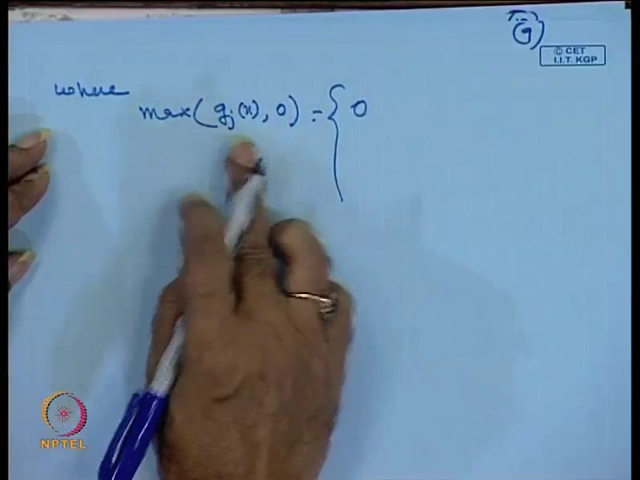 © CET
I.I.T. KGP
where
max(gj(x), 0) = { 0
NPTEL